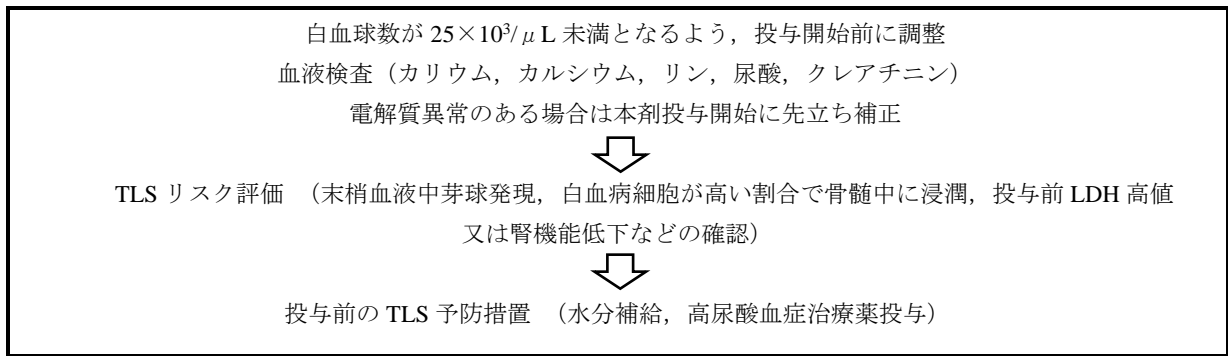 白血球数が 25×10³/μL 未満となるよう，投与開始前に調整
血液検査（カリウム，カルシウム，リン，尿酸，クレアチニン）
電解質異常のある場合は本剤投与開始に先立ち補正
TLS リスク評価 （末梢血液中芽球発現，白血病細胞が高い割合で骨髄中に浸潤，投与前 LDH 高値
又は腎機能低下などの確認）
投与前の TLS 予防措置 （水分補給，高尿酸血症治療薬投与）